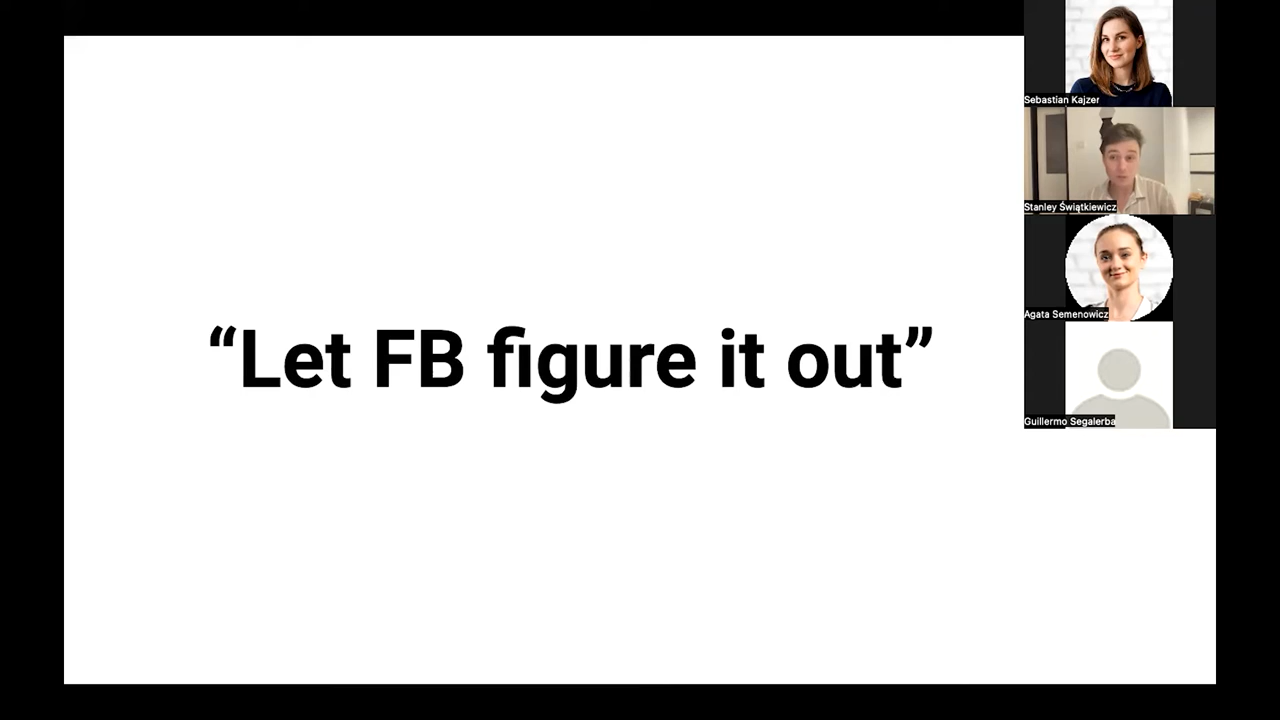 “Let FB figure it out”
Sebastian Kajzer
Stanley Świątkiewicz
Agata Semenowicz
Guillermo Segalerba